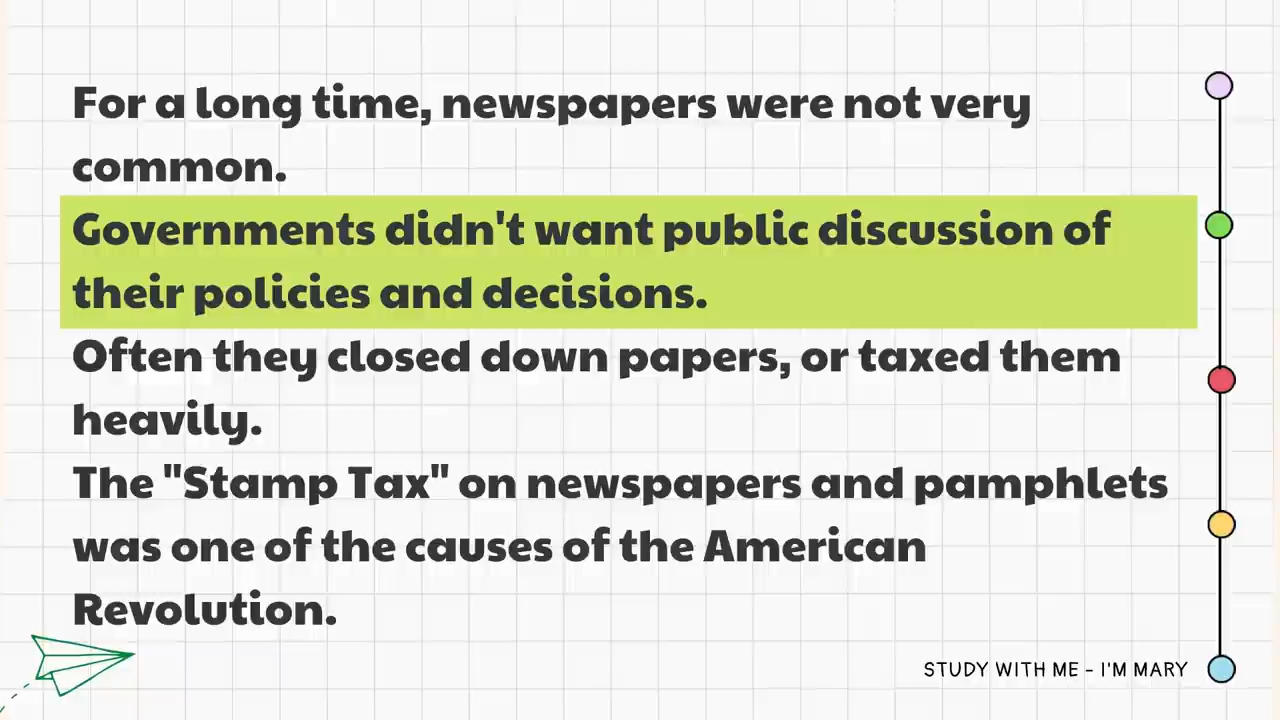 For a long time, newspapers were not very
common.
Governments didn't want public discussion of
their policies and decisions.
Often they closed down papers, or taxed them
heavily.
The "Stamp Tax" on newspapers and pamphlets
was one of the causes of the American
Revolution.
STUDY WITH ME - I'M MARY